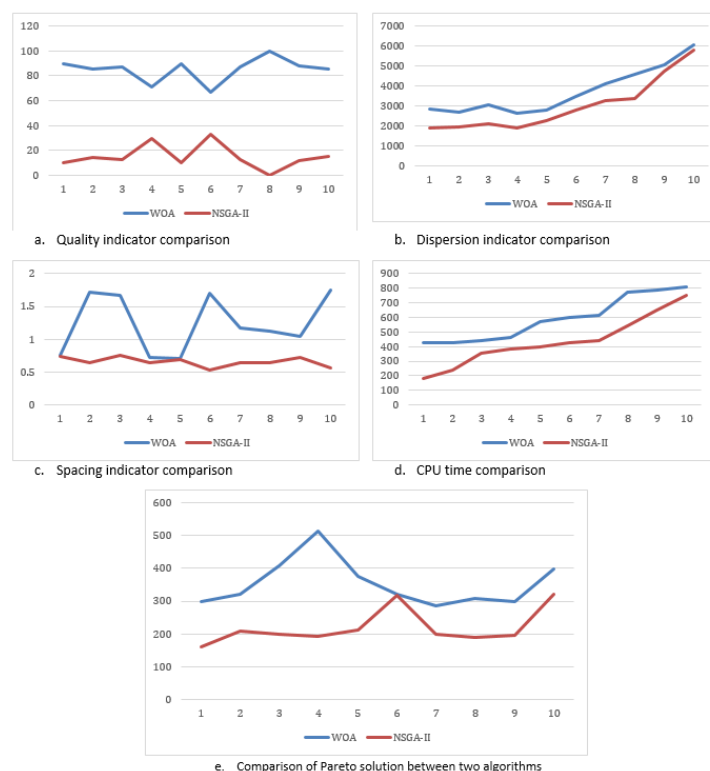 120
100
80
60
40
20
0
1 2 3 4 5 6 7 8 9 10
WOA NSGA-II
a. Quality indicator comparison
7000
6000
5000
4000
3000
2000
1000
0
1 2 3 4 5 6 7 8 9 10
WOA NSGA-II
b. Dispersion indicator comparison
2
1.5
1
0.5
0
1 2 3 4 5 6 7 8 9 10
WOA NSGA-II
c. Spacing indicator comparison
900
800
700
600
500
400
300
200
100
0
1 2 3 4 5 6 7 8 9 10
WOA NSGA-II
d. CPU time comparison
600
500
400
300
200
100
0
1 2 3 4 5 6 7 8 9 10
WOA NSGA-II
e. Comparison of Pareto solution between two algorithms